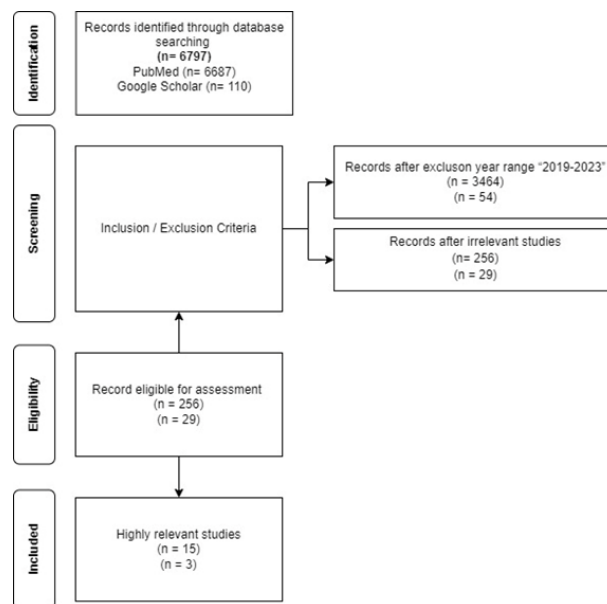 Identification
Records identified through database
searching
(n= 6797)
PubMed (n= 6687)
Google Scholar (n= 110)
Screening
Inclusion / Exclusion Criteria
Records after excluson year range “2019-2023”
(n = 3464)
(n = 54)
Records after irrelevant studies
(n= 256)
(n = 29)
Eligibility
Record eligible for assessment
(n = 256)
(n = 29)
Included
Highly relevant studies
(n = 15)
(n = 3)